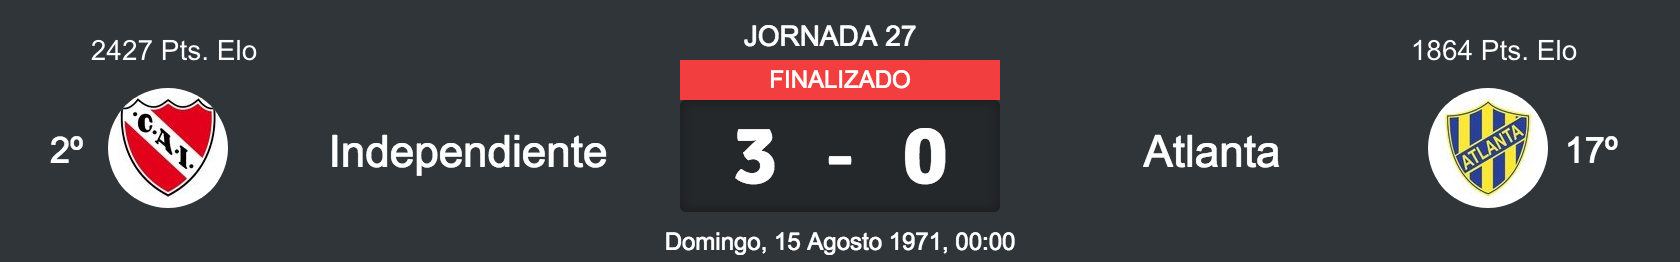 JORNADA 27
2427 Pts. Elo
1864 Pts. Elo
FINALIZADO
2º
·C.A.I.
Independiente
3 - 0
Atlanta
ATLANTA
17º
Domingo, 15 Agosto 1971, 00:00